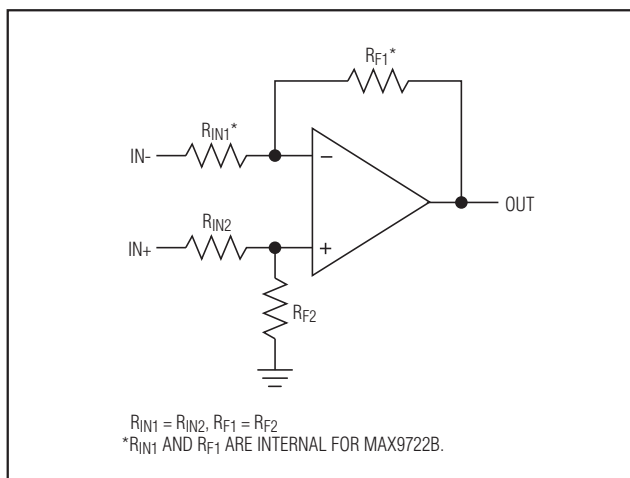 RF1*
RIN1*
IN-
−
OUT
RIN2
IN+
+
RF2
RIN1 = RIN2, RF1 = RF2
*RIN1 AND RF1 ARE INTERNAL FOR MAX9722B.